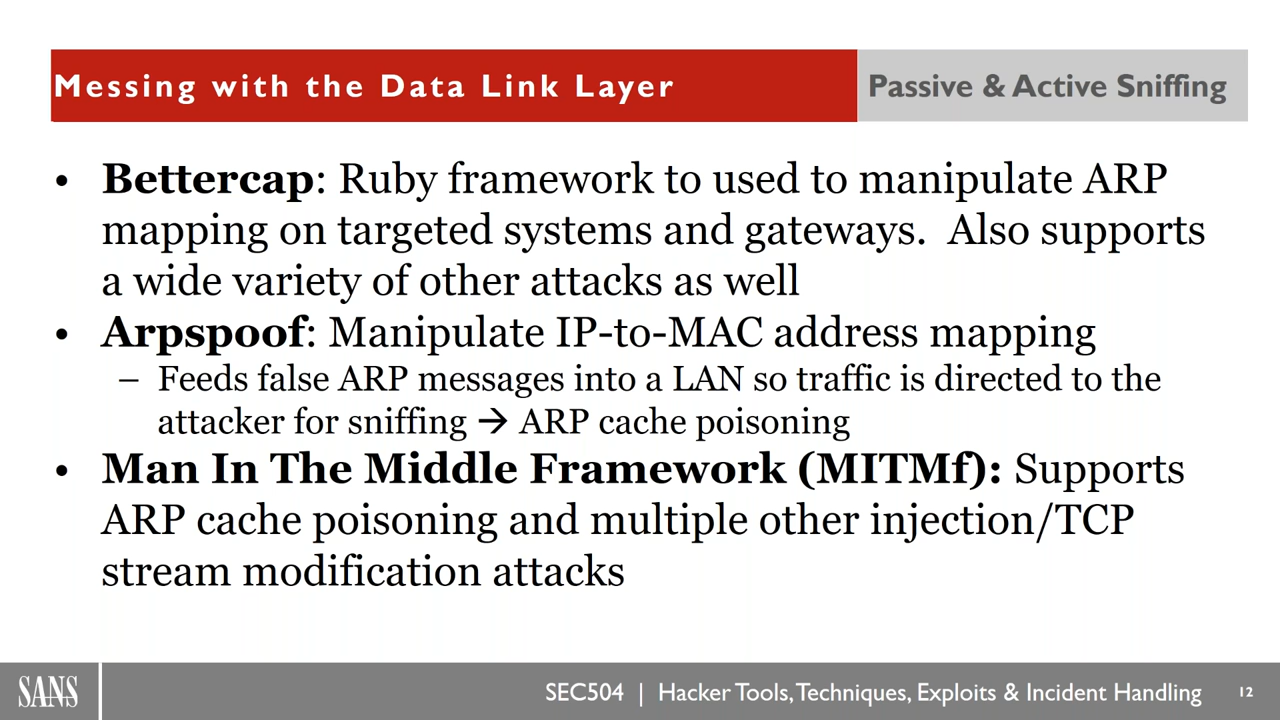 Messing with the Data Link Layer
Passive & Active Sniffing
• Bettercap: Ruby framework to used to manipulate ARP
mapping on targeted systems and gateways.  Also supports
a wide variety of other attacks as well
• Arpspoof: Manipulate IP-to-MAC address mapping
– Feeds false ARP messages into a LAN so traffic is directed to the
attacker for sniffing → ARP cache poisoning
• Man In The Middle Framework (MITMf): Supports
ARP cache poisoning and multiple other injection/TCP
stream modification attacks
SANS
SEC504 | Hacker Tools, Techniques, Exploits & Incident Handling
12